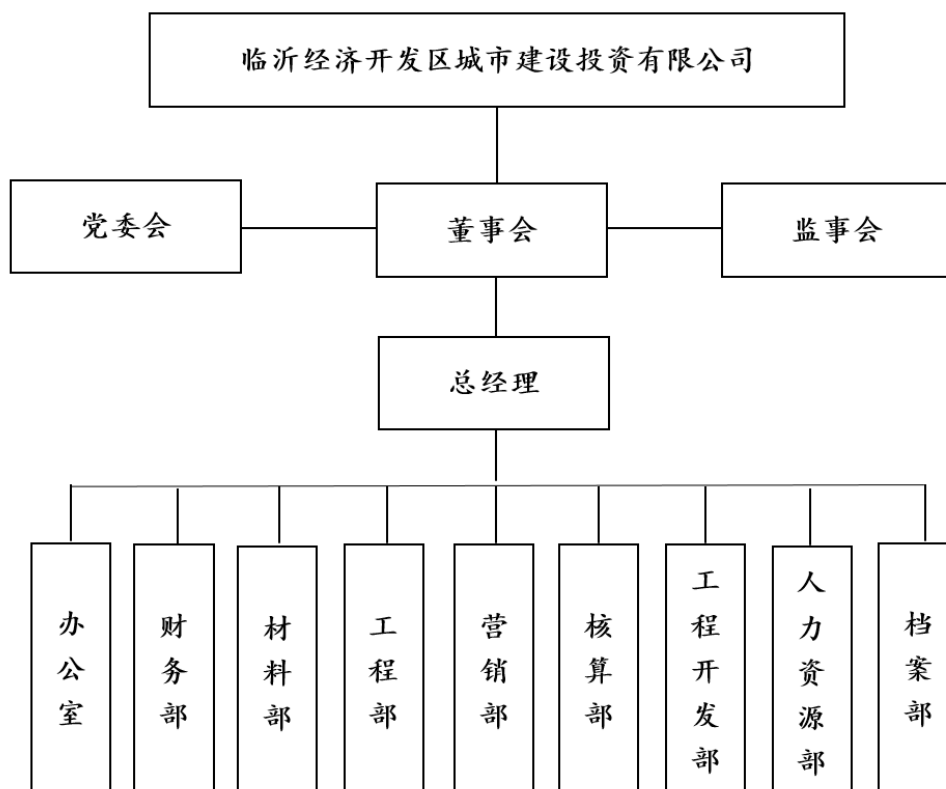 临沂经济开发区城市建设投资有限公司
党委会
董事会
监事会
总经理
办公室
财务部
材料部
工程部
营销部
核算部
工程开发部
人力资源部
档案部